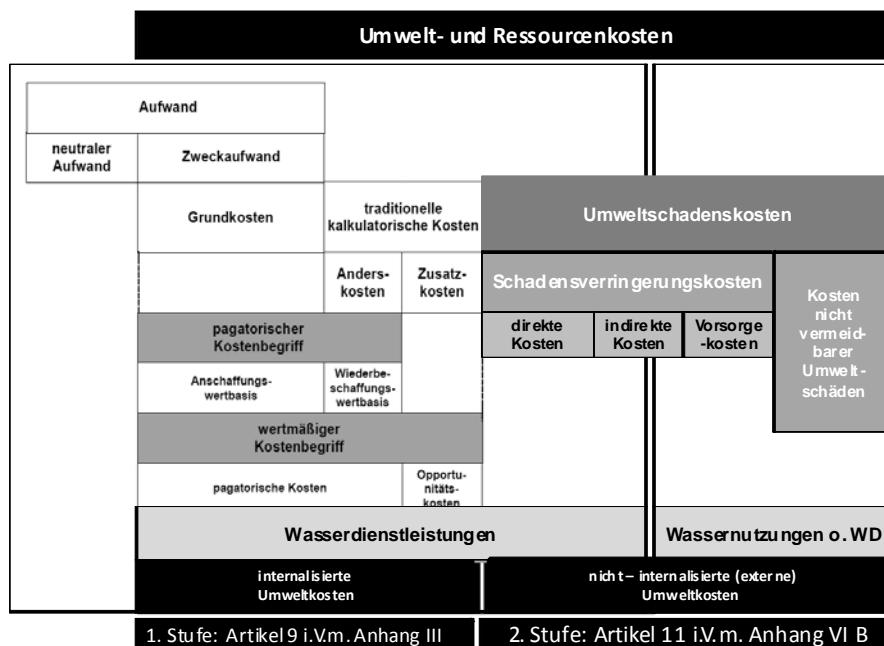 Umwelt- und Ressourcenkosten
Aufwand
neutraler
Aufwand
Zweckaufwand
Grundkosten
traditionelle
kalkulatorische Kosten
Umweltschadenskosten
Anders-
kosten
Zusatz-
kosten
Schadensverringerungskosten
Kosten
nicht
vermeid-
barer
Umwelt-
schäden
direkte
Kosten
indirekte
Kosten
Vorsorge
-kosten
pagatorischer
Kostenbegriff
Anschaffungs-
wertbasis
Wiederbe-
schaffungs-
wertbasis
wertmäßiger
Kostenbegriff
pagatorische Kosten
Opportu-
nitäts-
kosten
Wasserdienstleistungen
Wassernutzungen o. WD
internalisierte
Umweltkosten
nicht – internalisierte (externe)
Umweltkosten
1. Stufe: Artikel 9 i.V.m. Anhang III
2. Stufe: Artikel 11 i.V.m. Anhang VI B